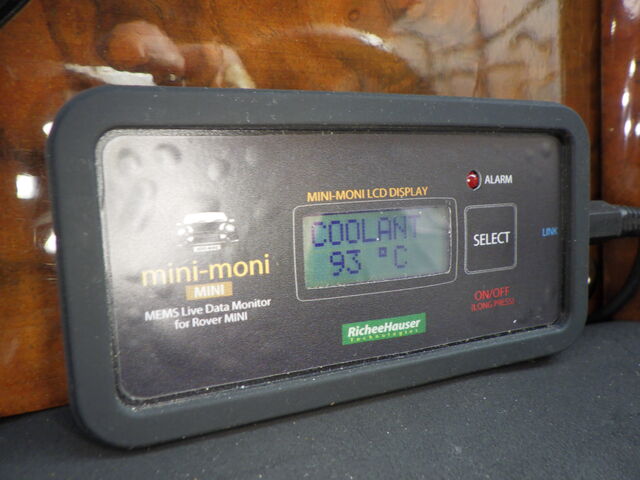 MINI-MONI LCD DISPLAY
ALARM
COOLANT
93 °C
SELECT
LINK
mini-moni
MINI
MEMS Live Data Monitor
for Rover MINI
ON/OFF
(LONG PRESS)
RicheeHauser
Technologies